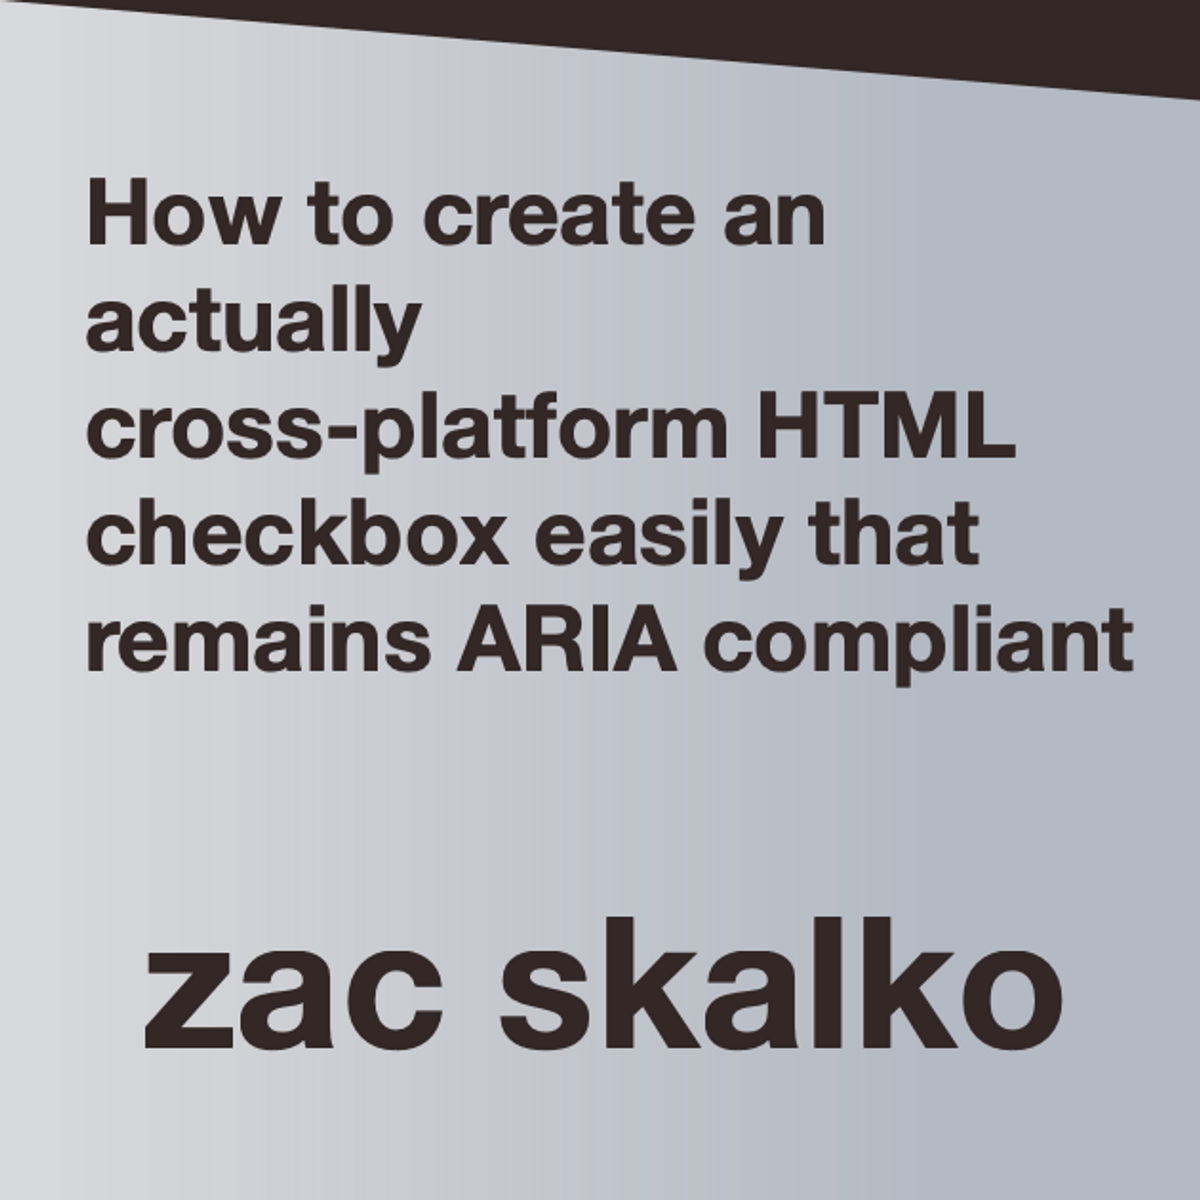 How to create an
actually
cross-platform HTML
checkbox easily that
remains ARIA compliant
zac skalko